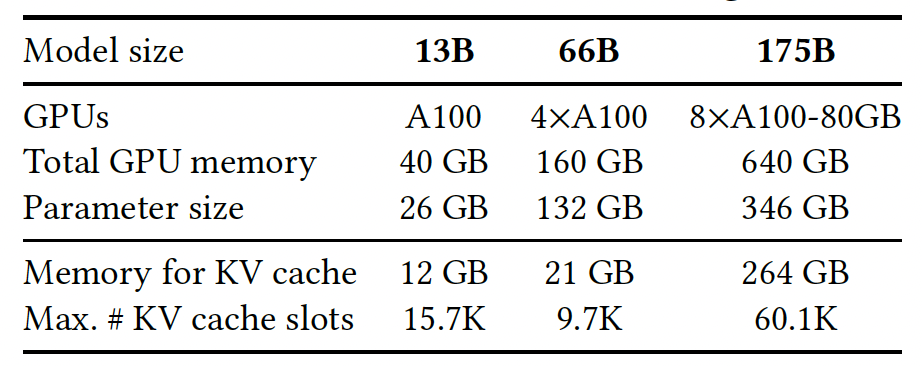 Model size 13B 66B 175B
GPUs A100 4×A100 8×A100-80GB
Total GPU memory 40 GB 160 GB 640 GB
Parameter size 26 GB 132 GB 346 GB
Memory for KV cache 12 GB 21 GB 264 GB
Max. # KV cache slots 15.7K 9.7K 60.1K